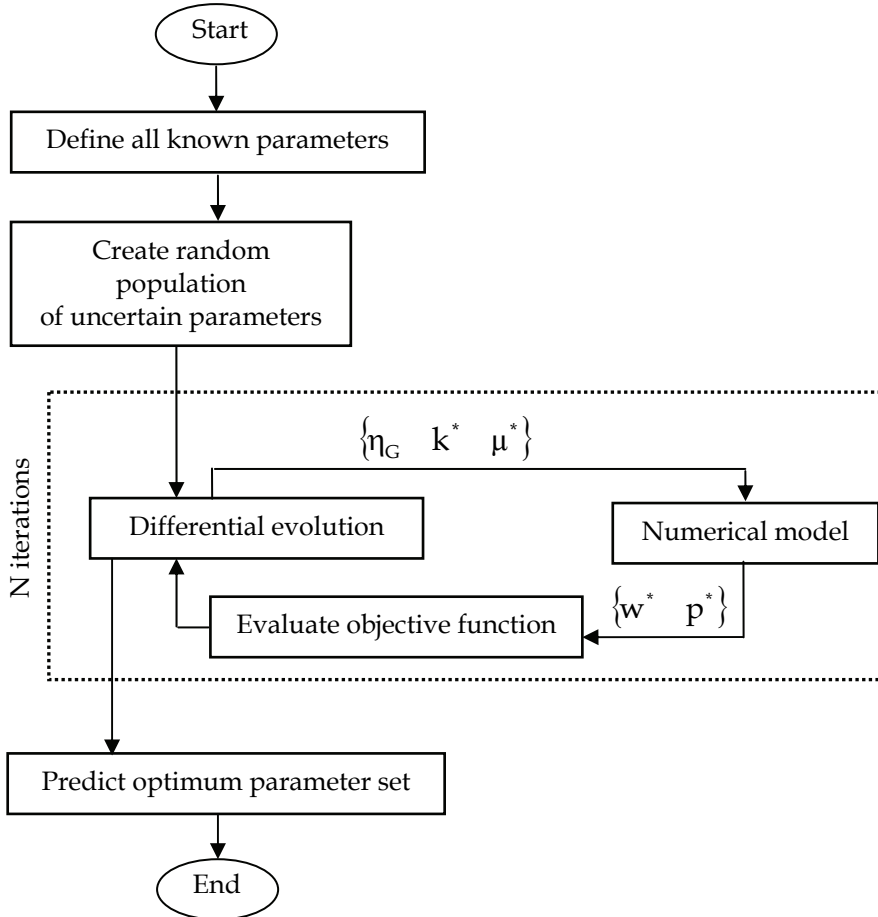 Start
Define all known parameters
Create random
population
of uncertain parameters
{η_G k^* μ^*}
Differential evolution
Numerical model
N iterations
{w^* p^*}
Evaluate objective function
Predict optimum parameter set
End